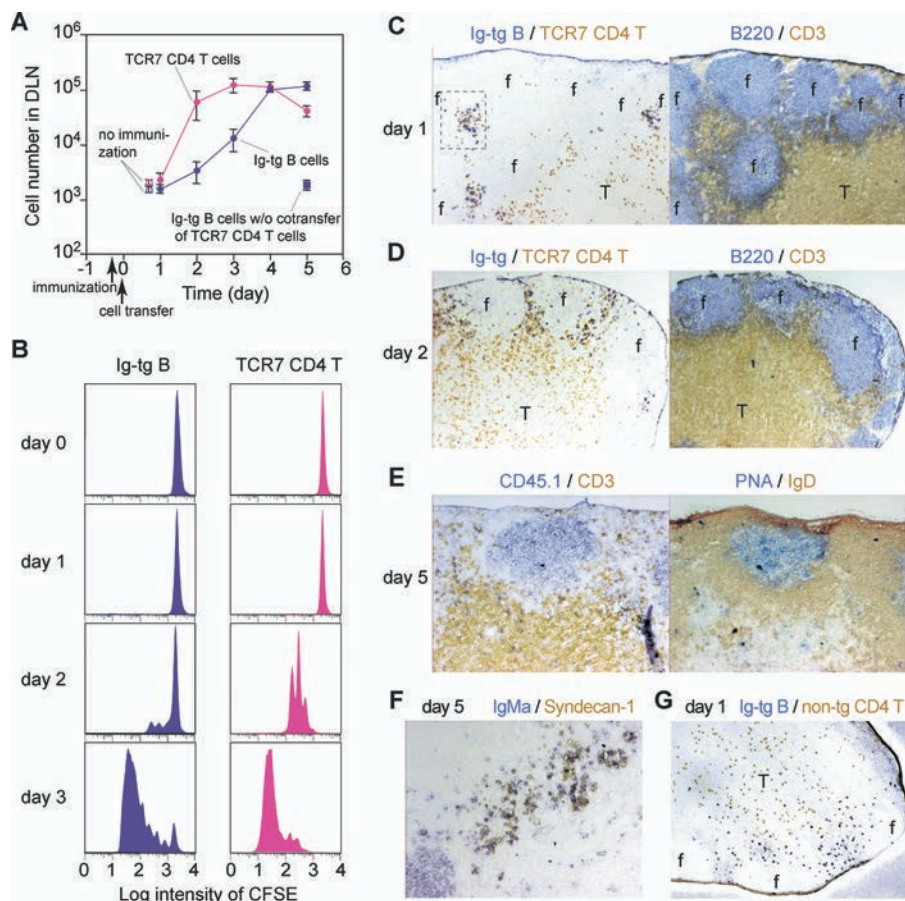 A
Cell number in DLN
10^6
10^5
10^4
10^3
10^2
TCR7 CD4 T cells
no immuni-
zation
Ig-tg B cells
Ig-tg B cells w/o cotransfer
of TCR7 CD4 T cells
-1 0 1 2 3 4 5 6
immunization
Time (day)
cell transfer
B
Ig-tg B TCR7 CD4 T
day 0
day 1
day 2
day 3
0 1 2 3 4 0 1 2 3 4
Log intensity of CFSE
C
Ig-tg B / TCR7 CD4 T B220 / CD3
day 1
f f f f f f f T
f f f f f f f T
D
Ig-tg / TCR7 CD4 T B220 / CD3
day 2
f f f T
f f f T
E
CD45.1 / CD3 PNA / IgD
day 5
F day 5 IgMa / Syndecan-1
G day 1 Ig-tg B / non-tg CD4 T
T
f f f